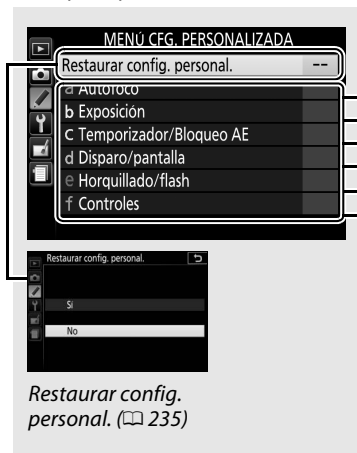 MENÚ CFG. PERSONALIZADA
Restaurar config. personal. --
a Autofoco
b Exposición
c Temporizador/Bloqueo AE
d Disparo/pantalla
e Horquillado/flash
f Controles
Restaurar config. personal.
Sí
No
Restaurar config.
personal. (📖 235)